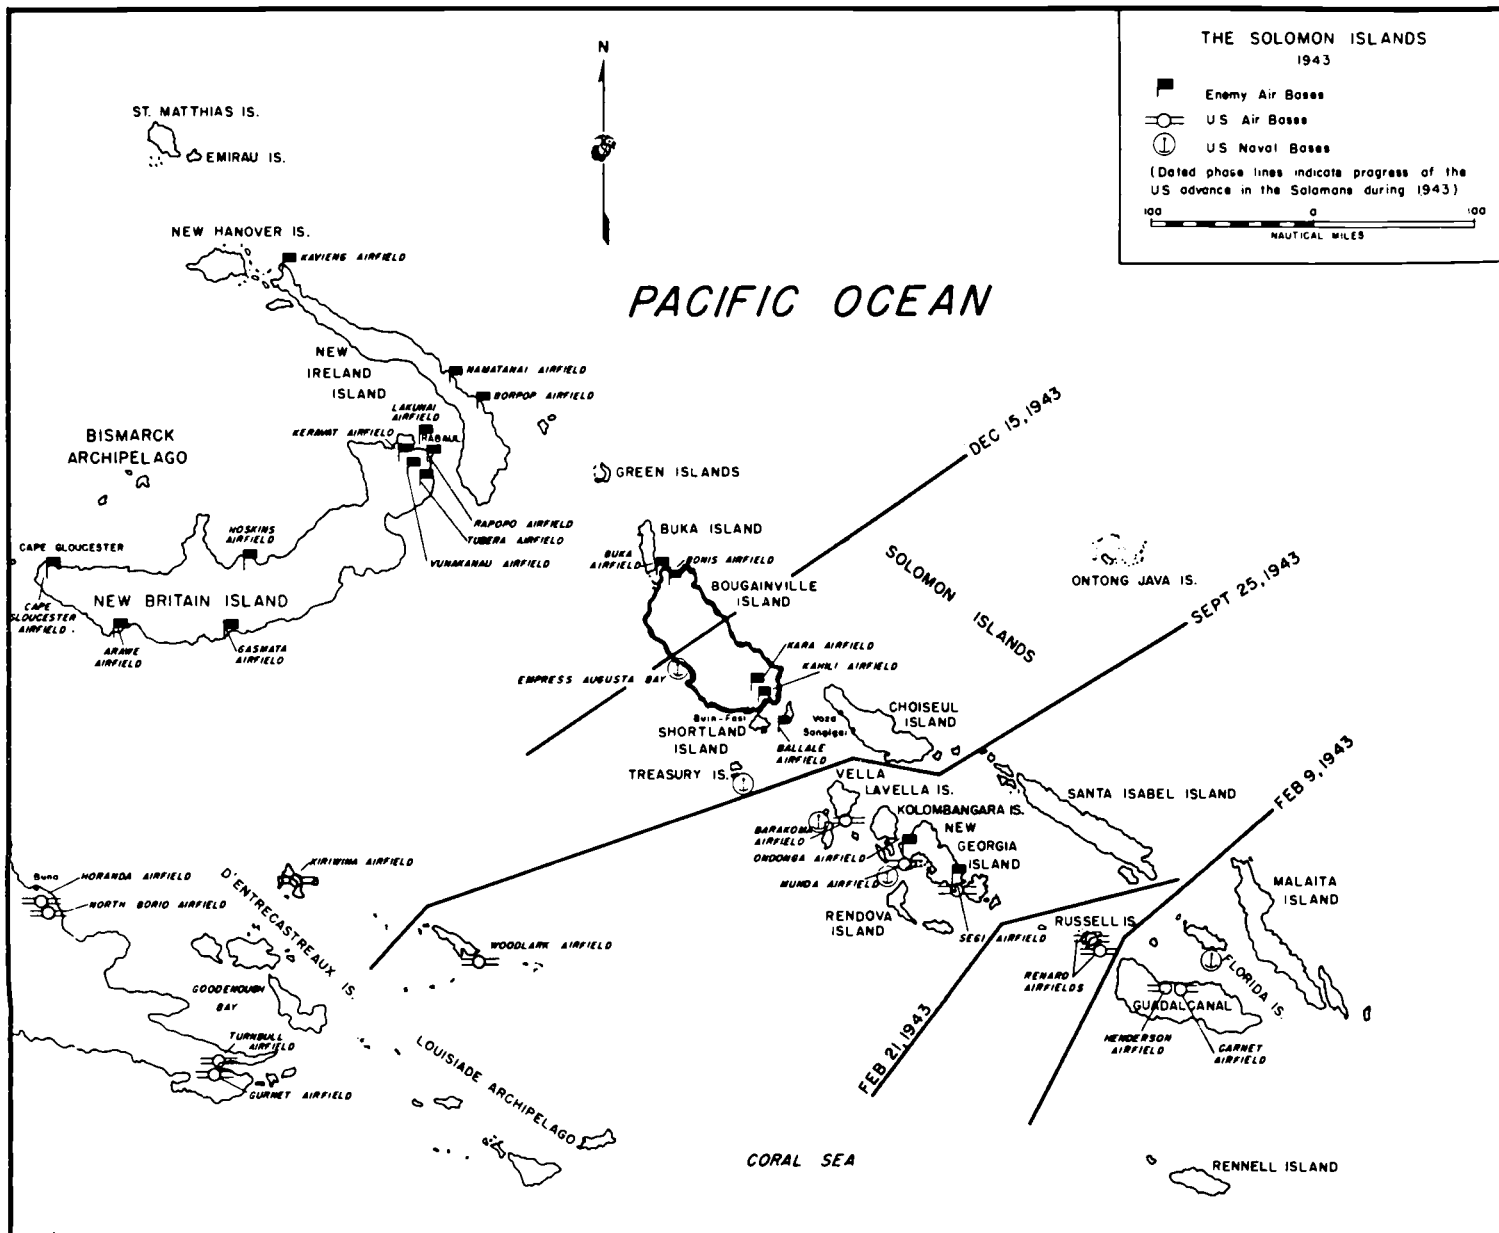 THE SOLOMON ISLANDS
1943
Enemy Air Bases
US Air Bases
US Naval Bases
(Dated phase lines indicate progress of the
US advance in the Solomons during 1943)
100 0 100
NAUTICAL MILES
N
ST. MATTHIAS IS.
EMIRAU IS.
NEW HANOVER IS.
KAVIENG AIRFIELD
PACIFIC OCEAN
NEW
IRELAND
ISLAND
NAMATANAI AIRFIELD
BORPOP AIRFIELD
LAKUNAI
AIRFIELD
KERAVAT AIRFIELD
RABAUL
BISMARCK
ARCHIPELAGO
DEC 15, 1943
GREEN ISLANDS
RAPOPO AIRFIELD
TUBERA AIRFIELD
VUNAKANAU AIRFIELD
HOSKINS
AIRFIELD
CAPE GLOUCESTER
CAPE
GLOUCESTER
AIRFIELD
NEW BRITAIN ISLAND
ARAWE
AIRFIELD
GASMATA
AIRFIELD
BUKA ISLAND
BUKA
AIRFIELD
BONIS AIRFIELD
BOUGAINVILLE
ISLAND
SOLOMON ISLANDS
ONTONG JAVA IS.
SEPT 25, 1943
KARA AIRFIELD
KAHILI AIRFIELD
EMPRESS AUGUSTA BAY
Buin-Fasi
SHORTLAND
ISLAND
BALLALE
AIRFIELD
Voza
Sangigai
CHOISEUL
ISLAND
TREASURY IS.
VELLA
LAVELLA IS.
SANTA ISABEL ISLAND
FEB 9, 1943
KOLOMBANGARA IS.
NEW
GEORGIA
ISLAND
BARAKOMA
AIRFIELD
ONDONGA AIRFIELD
MUNDA AIRFIELD
RENDOVA
ISLAND
SEGI AIRFIELD
MALAITA
ISLAND
RUSSELL IS.
RENARD
AIRFIELDS
FLORIDA IS.
GUADALCANAL
HENDERSON
AIRFIELD
CARNET
AIRFIELD
FEB 21, 1943
KIRIWINA AIRFIELD
Buna
HORANDA AIRFIELD
NORTH BORIO AIRFIELD
D'ENTRECASTREAUX IS.
WOODLARK AIRFIELD
GOODENOUGH
BAY
TURNBULL
AIRFIELD
GURNEY AIRFIELD
LOUISIADE ARCHIPELAGO
CORAL SEA
RENNELL ISLAND